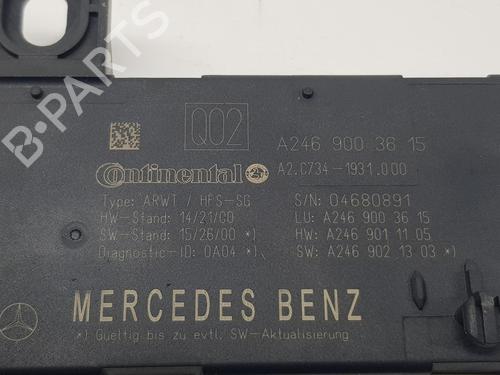 Q02
A246 900 36 15
Continental
A2.C734-1931.000
Type: ARWT / HFS-SG
S/N: 04680891
HW-Stand: 14/21/C0
LU: A246 900 36 15
SW-Stand: 15/26/00 *)
HW: A246 901 11 05
Diagnostic-ID: 0A04 *)
SW: A246 902 13 03 *)
MERCEDES BENZ
*) Gueltig bis zu evtl. SW-Aktualisierung
B PARTS